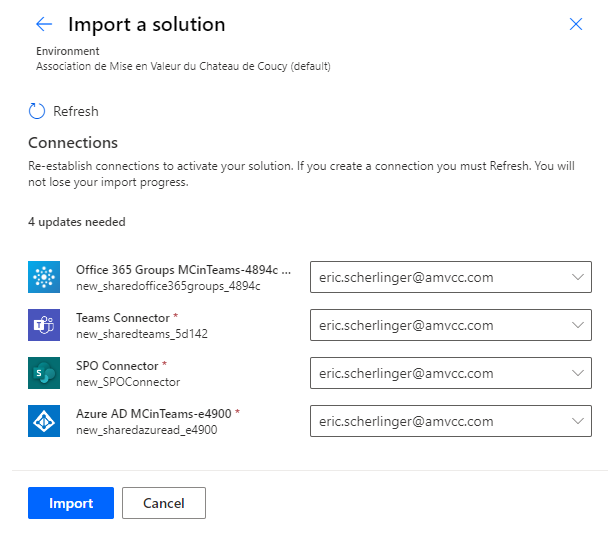 Import a solution
Environment
Association de Mise en Valeur du Chateau de Coucy (default)
Refresh
Connections
Re-establish connections to activate your solution. If you create a connection you must Refresh. You will
not lose your import progress.
4 updates needed
Office 365 Groups MCinTeams-4894c ...
new_sharedoffice365groups_4894c
eric.scherlinger@amvcc.com
Teams Connector *
new_sharedteams_5d142
eric.scherlinger@amvcc.com
SPO Connector *
new_SPOConnector
eric.scherlinger@amvcc.com
Azure AD MCinTeams-e4900 *
new_sharedazuread_e4900
eric.scherlinger@amvcc.com
Import
Cancel